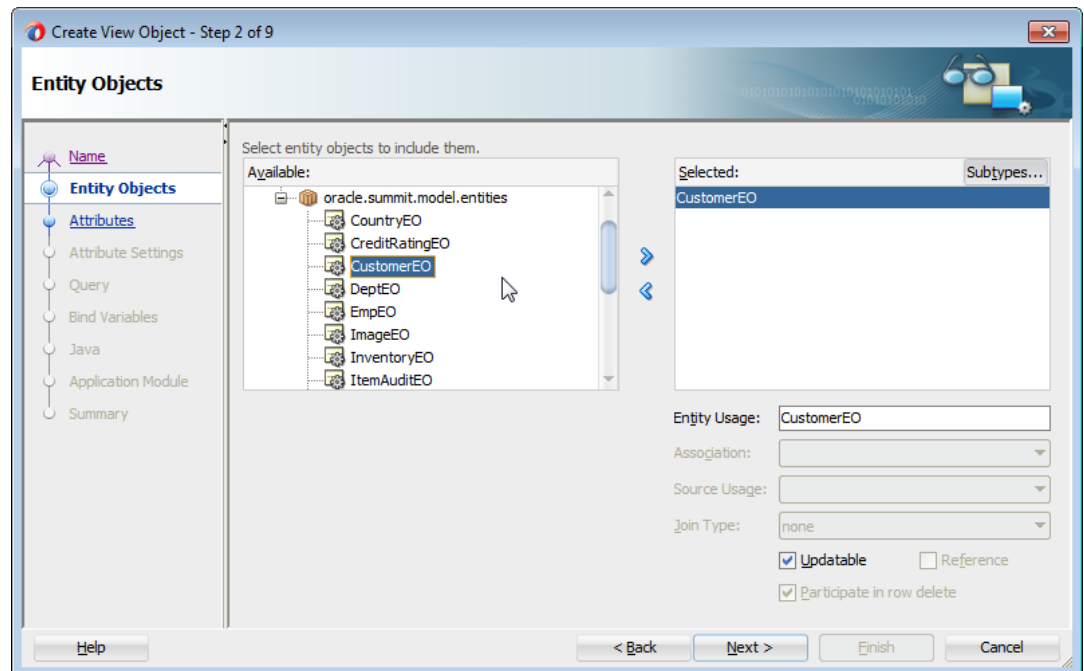 Create View Object - Step 2 of 9
Entity Objects
Name
Entity Objects
Attributes
Attribute Settings
Query
Bind Variables
Java
Application Module
Summary
Select entity objects to include them.
Available:
oracle.summit.model.entities
CountryEO
CreditRatingEO
CustomerEO
DeptEO
EmpEO
ImageEO
InventoryEO
ItemAuditEO
Selected:
Subtypes...
CustomerEO
Entity Usage: CustomerEO
Association:
Source Usage:
Join Type: none
Updatable Reference
Participate in row delete
Help < Back Next > Finish Cancel